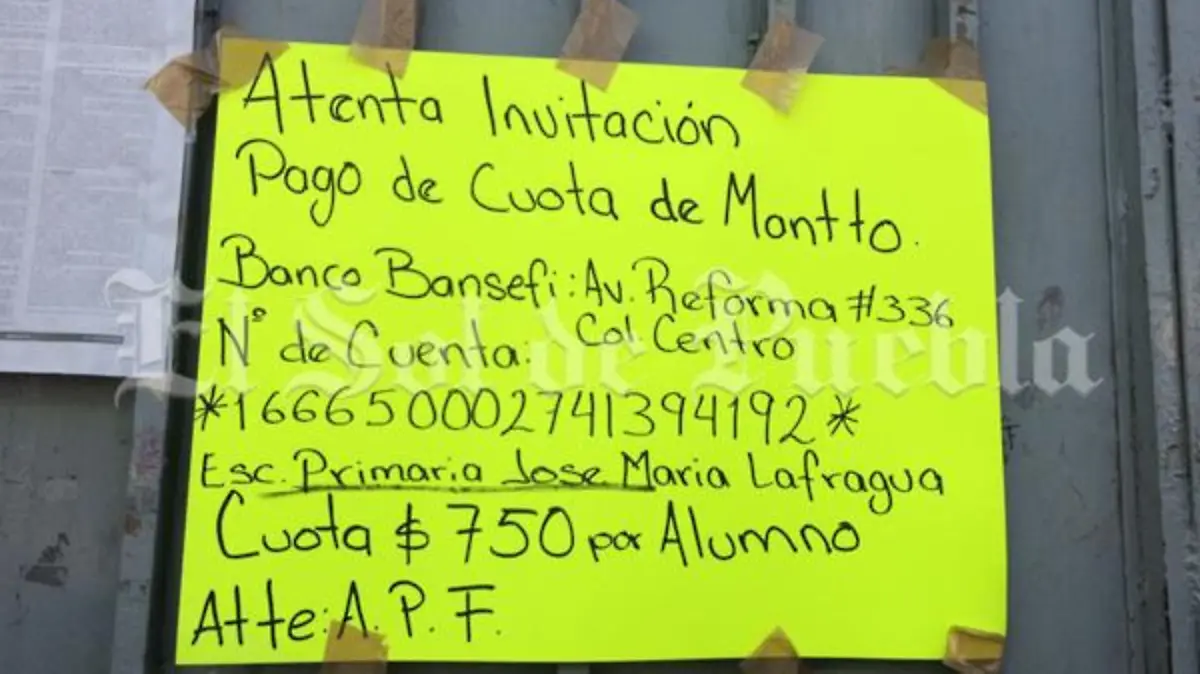 Atenta Invitación
Pago de Cuota de Mantto.
Banco Bansefi: Av. Reforma #336
Col. Centro
N° de Cuenta:
*166650002741394192*
Esc. Primaria Jose Maria Lafragua
Cuota $ 750 por Alumno
Atte: A. P. F.
El Sol de Puebla